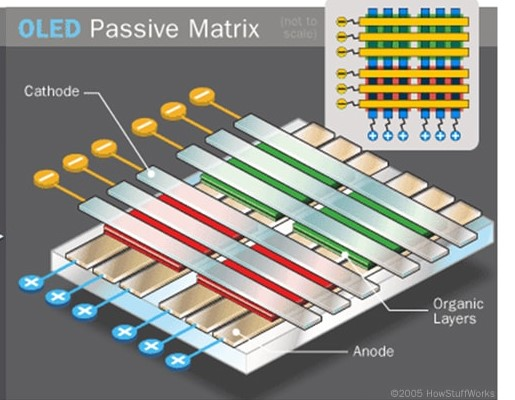 OLED Passive Matrix (not to
scale)
Cathode
Organic
Layers
Anode
©2005 HowStuffWorks